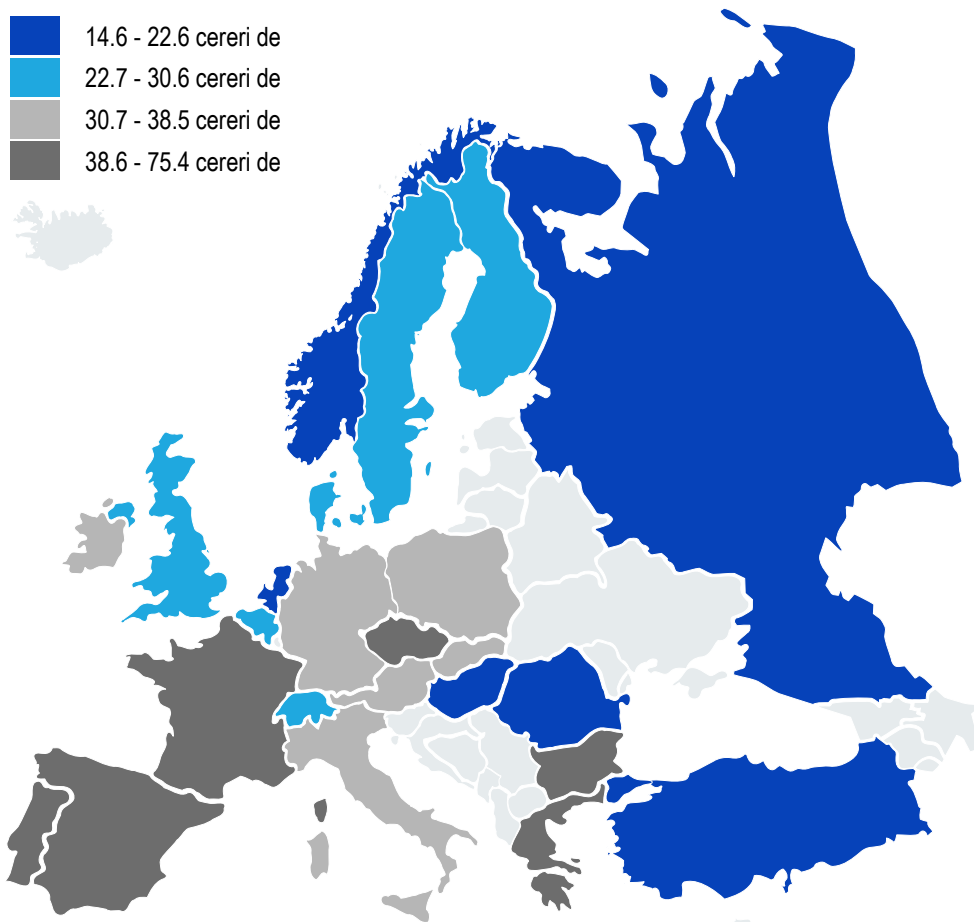 14.6 - 22.6 cereri de
22.7 - 30.6 cereri de
30.7 - 38.5 cereri de
38.6 - 75.4 cereri de